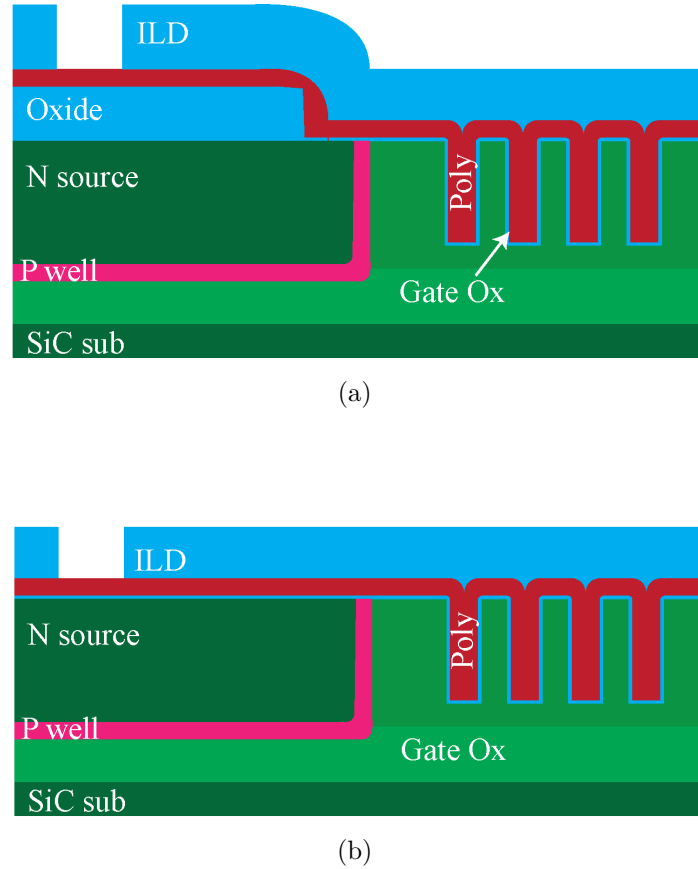 ILD
Oxide
N source
Poly
P well
Gate Ox
SiC sub
(a)
ILD
N source
Poly
P well
Gate Ox
SiC sub
(b)